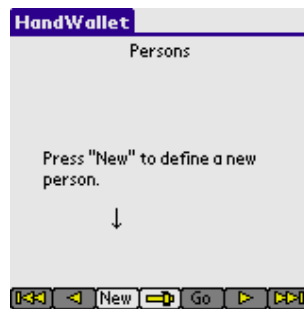 HandWallet
Persons
Press "New" to define a new
person.
New Go